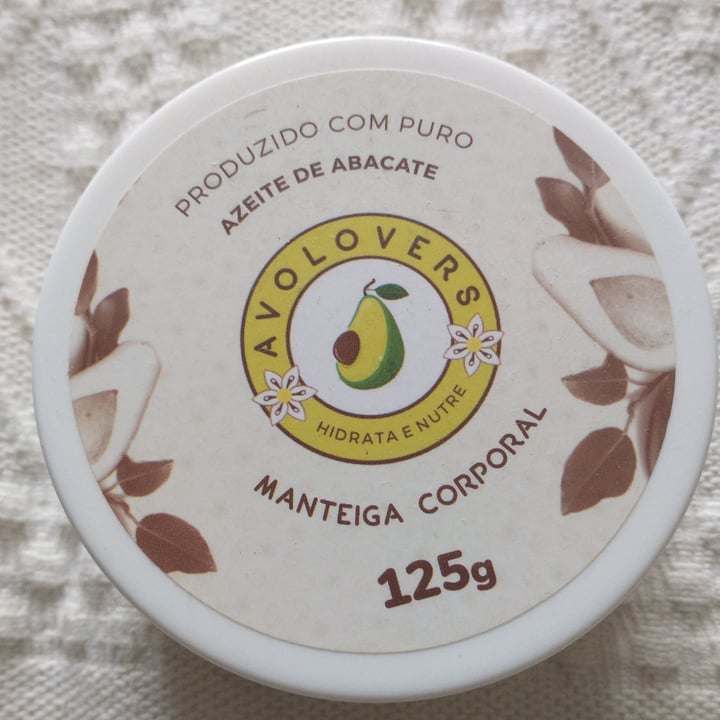 PRODUZIDO COM PURO
AZEITE DE ABACATE
AVOLOVERS
HIDRATA E NUTRE
MANTEIGA CORPORAL
125g